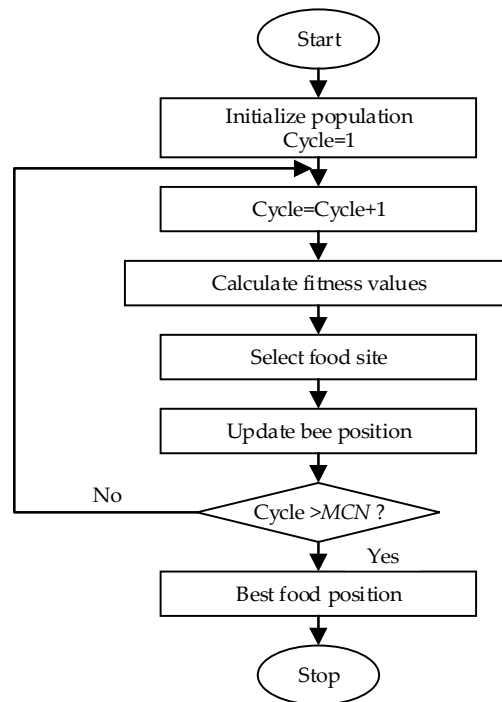 Start
Initialize population
Cycle=1
Cycle=Cycle+1
Calculate fitness values
Select food site
Update bee position
No
Cycle >MCN ?
Yes
Best food position
Stop